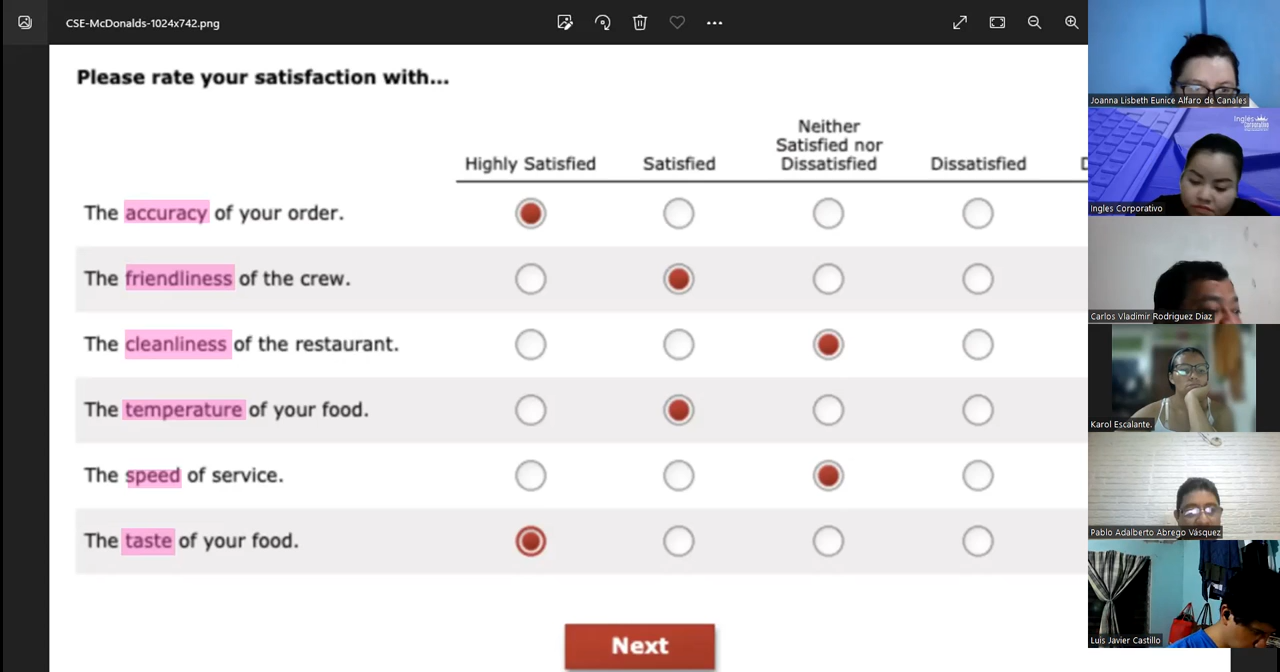 CSE-McDonalds-1024x742.png
Please rate your satisfaction with...
Highly Satisfied
Satisfied
Neither
Satisfied nor
Dissatisfied
Dissatisfied
D
The accuracy of your order.
The friendliness of the crew.
The cleanliness of the restaurant.
The temperature of your food.
The speed of service.
The taste of your food.
Next
Joanna Lisbeth Eunice Alfaro de Canales
Inglés
Corporativo
Ingles Corporativo
Carlos Vladimir Rodriguez Diaz
Karol Escalante.
Pablo Adalberto Abrego Vásquez
Luis Javier Castillo